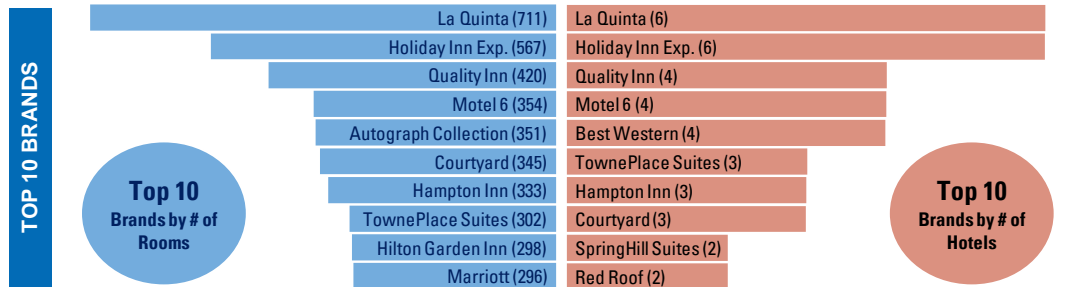 TOP 10 BRANDS
La Quinta (711)
Holiday Inn Exp. (567)
Quality Inn (420)
Motel 6 (354)
Autograph Collection (351)
Courtyard (345)
Hampton Inn (333)
TownePlace Suites (302)
Hilton Garden Inn (298)
Marriott (296)
Top 10
Brands by # of
Rooms
La Quinta (6)
Holiday Inn Exp. (6)
Quality Inn (4)
Motel 6 (4)
Best Western (4)
TownePlace Suites (3)
Hampton Inn (3)
Courtyard (3)
SpringHill Suites (2)
Red Roof (2)
Top 10
Brands by # of
Hotels